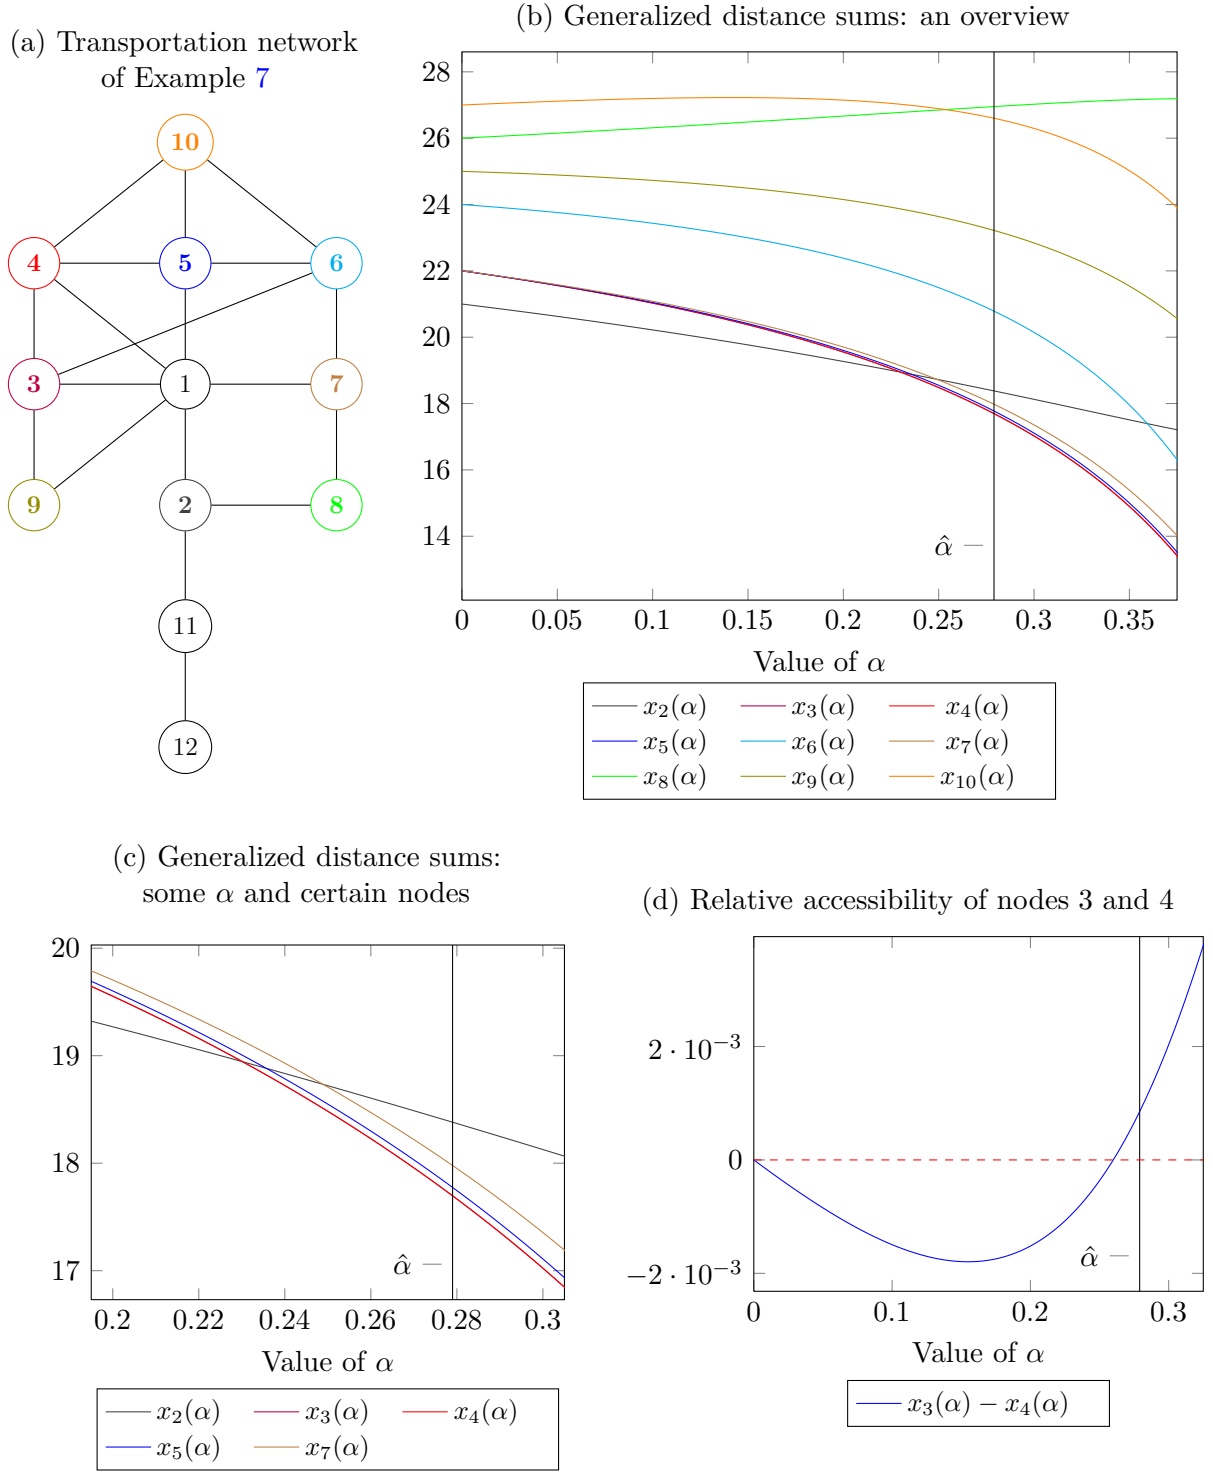 (a) Transportation network
of Example 7
10
4 5 6
3 1 7
9 2 8
11
12
(b) Generalized distance sums: an overview
28
26
24
22
20
18
16
14
α̂
0 0.05 0.1 0.15 0.2 0.25 0.3 0.35
Value of α
x₂(α) x₃(α) x₄(α)
x₅(α) x₆(α) x₇(α)
x₈(α) x₉(α) x₁₀(α)
(c) Generalized distance sums:
some α and certain nodes
20
19
18
17
α̂
0.2 0.22 0.24 0.26 0.28 0.3
Value of α
x₂(α) x₃(α) x₄(α)
x₅(α) x₇(α)
(d) Relative accessibility of nodes 3 and 4
2 · 10⁻³
0
−2 · 10⁻³
α̂
0 0.1 0.2 0.3
Value of α
x₃(α) − x₄(α)